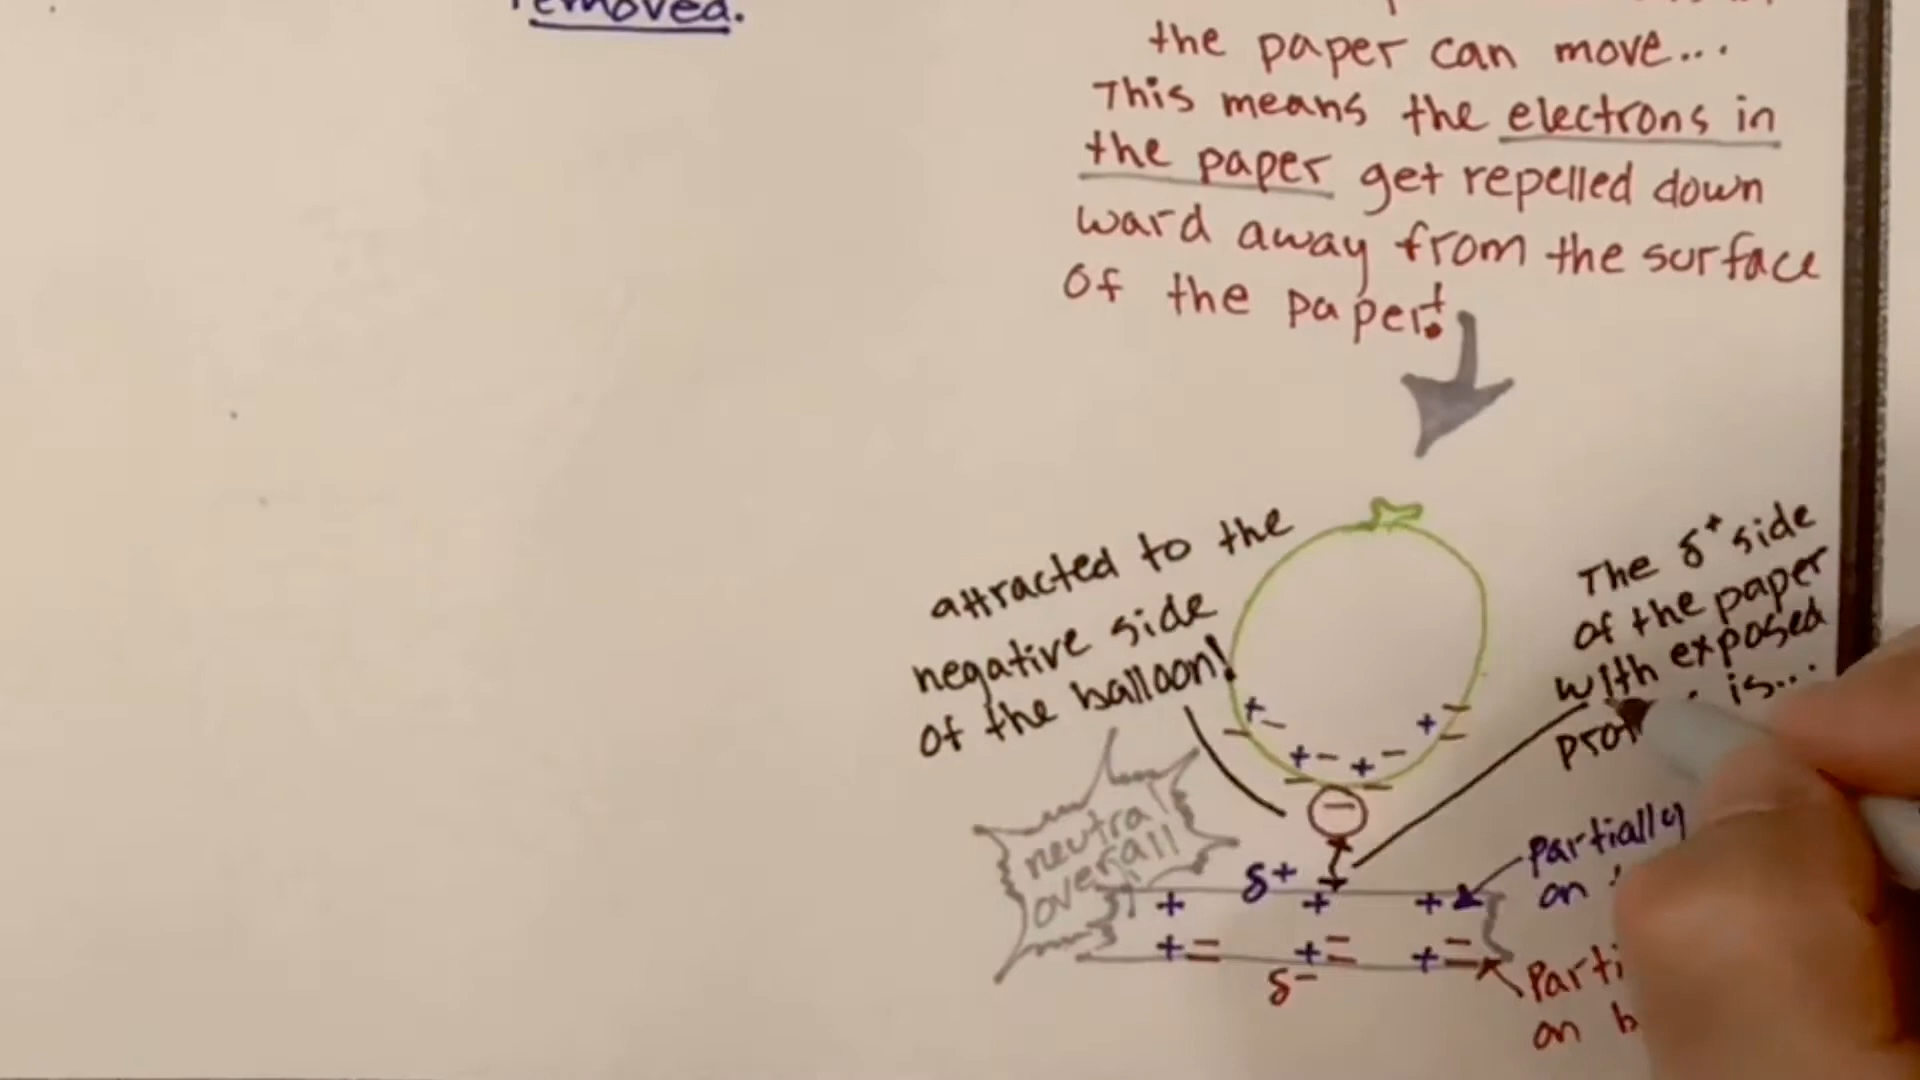 removed.
the paper can move...
This means the electrons in
the paper get repelled down
ward away from the surface
of the paper!
attracted to the
negative side
of the balloon!
The δ+ side
of the paper
with exposed
is...
neutral
overall
partially
on
δ+
δ-
on